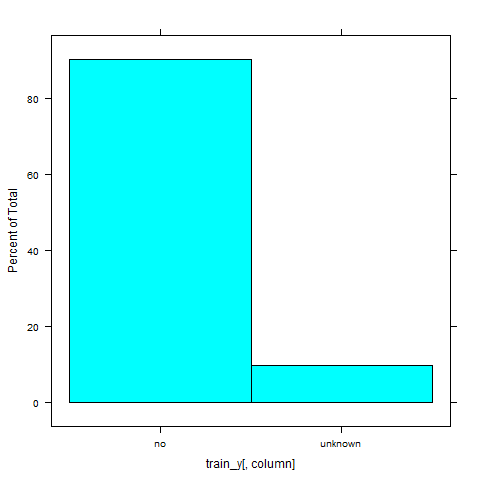 Percent of Total
80
60
40
20
0
no
unknown
train_y[, column]